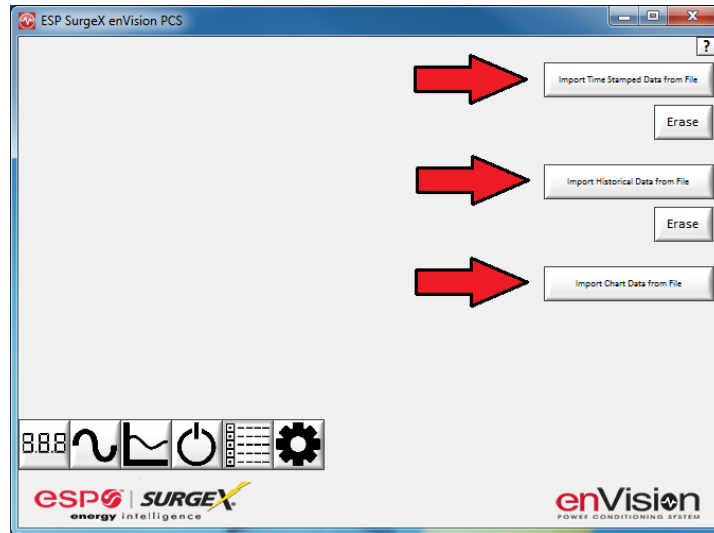 ESP SurgeX enVision PCS
?
Import Time Stamped Data from File
Erase
Import Historical Data from File
Erase
Import Chart Data from File
8.8.8
esp | SURGEX
energy intelligence
enVision
POWER CONDITIONING SYSTEM